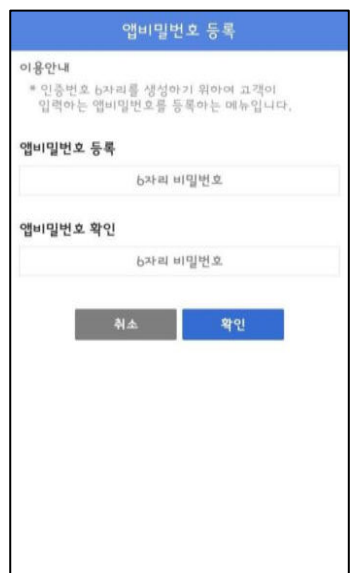 앱비밀번호 등록
이용안내
* 인증번호 6자리를 생성하기 위하여 고객이
입력하는 앱비밀번호를 등록하는 메뉴입니다.
앱비밀번호 등록
6자리 비밀번호
앱비밀번호 확인
6자리 비밀번호
취소 확인